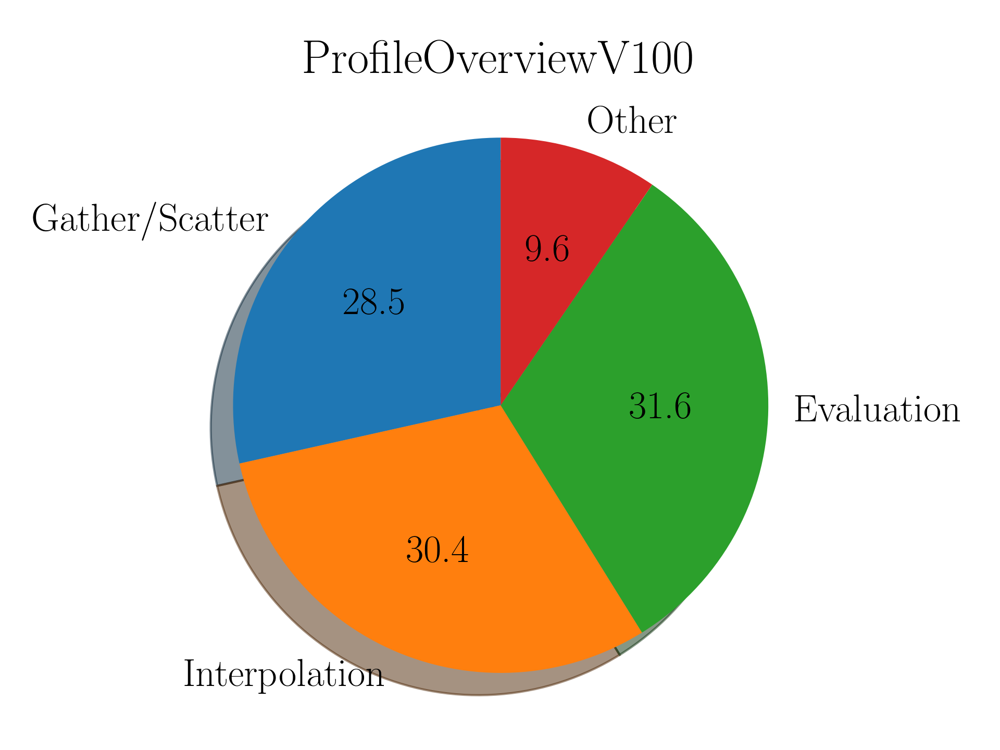 ProfileOverviewV100
Other
Gather/Scatter
9.6
28.5
31.6
Evaluation
30.4
Interpolation